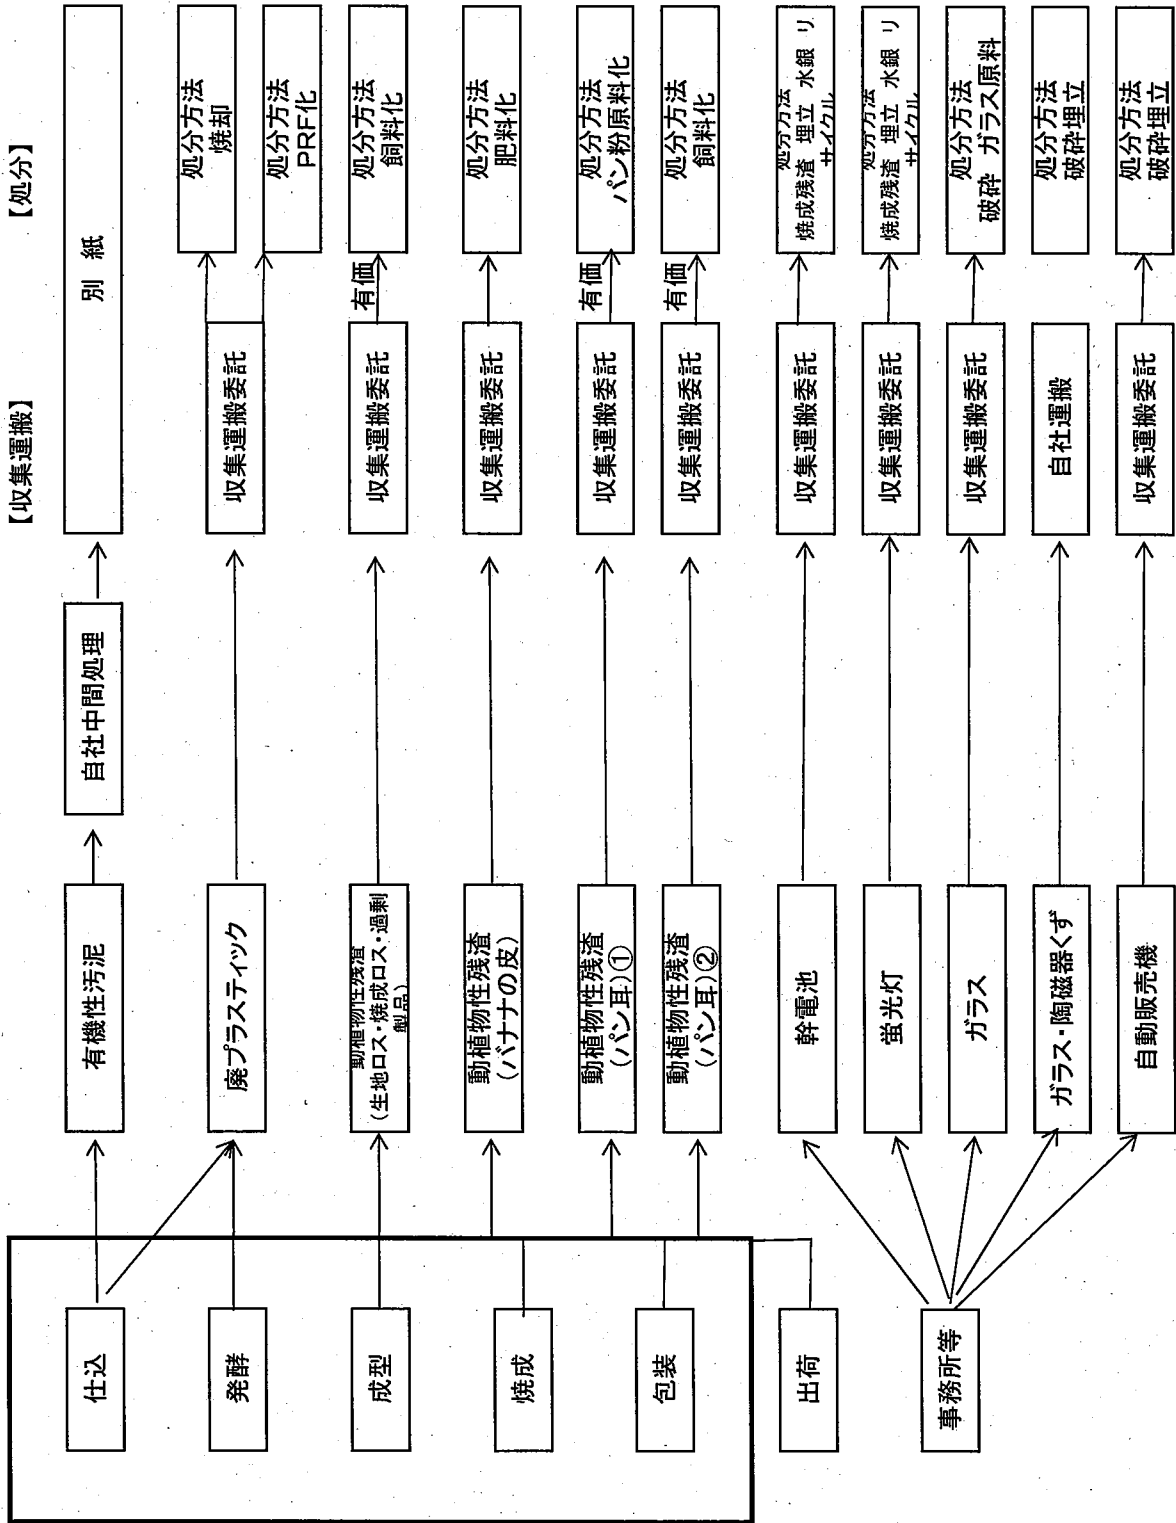 【収集運搬】
【処分】
仕込
発酵
成型
焼成
包装
出荷
事務所等
有機性汚泥
自社中間処理
別 紙
廃プラスティック
収集運搬委託
処分方法
焼却
処分方法
PRF化
動植物性残渣
(生地ロス・焼成ロス・過剰
製品)
収集運搬委託
有価
処分方法
飼料化
動植物性残渣
(バナナの皮)
収集運搬委託
処分方法
肥料化
動植物性残渣
(パン耳)①
収集運搬委託
有価
処分方法
パン粉原料化
動植物性残渣
(パン耳)②
収集運搬委託
有価
処分方法
飼料化
幹電池
収集運搬委託
処分方法
焼成残渣 埋立 水銀 リ
サイクル
蛍光灯
収集運搬委託
処分方法
焼成残渣 埋立 水銀 リ
サイクル
ガラス
収集運搬委託
処分方法
破砕 ガラス原料
ガラス・陶磁器くず
自社運搬
処分方法
破砕埋立
自動販売機
収集運搬委託
処分方法
破砕埋立